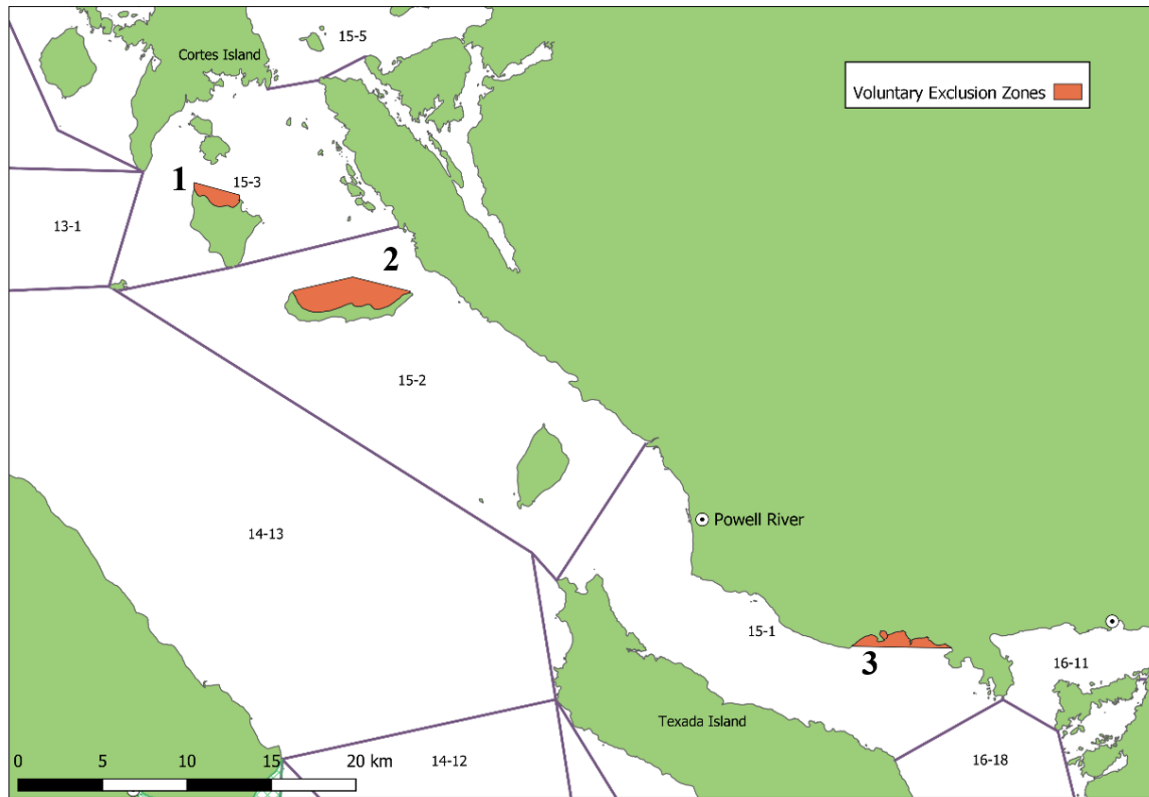 15-5
Cortes Island
Voluntary Exclusion Zones
1
15-3
13-1
2
15-2
14-13
Powell River
15-1
3
16-11
Texada Island
0 5 10 15 20 km
14-12
16-18